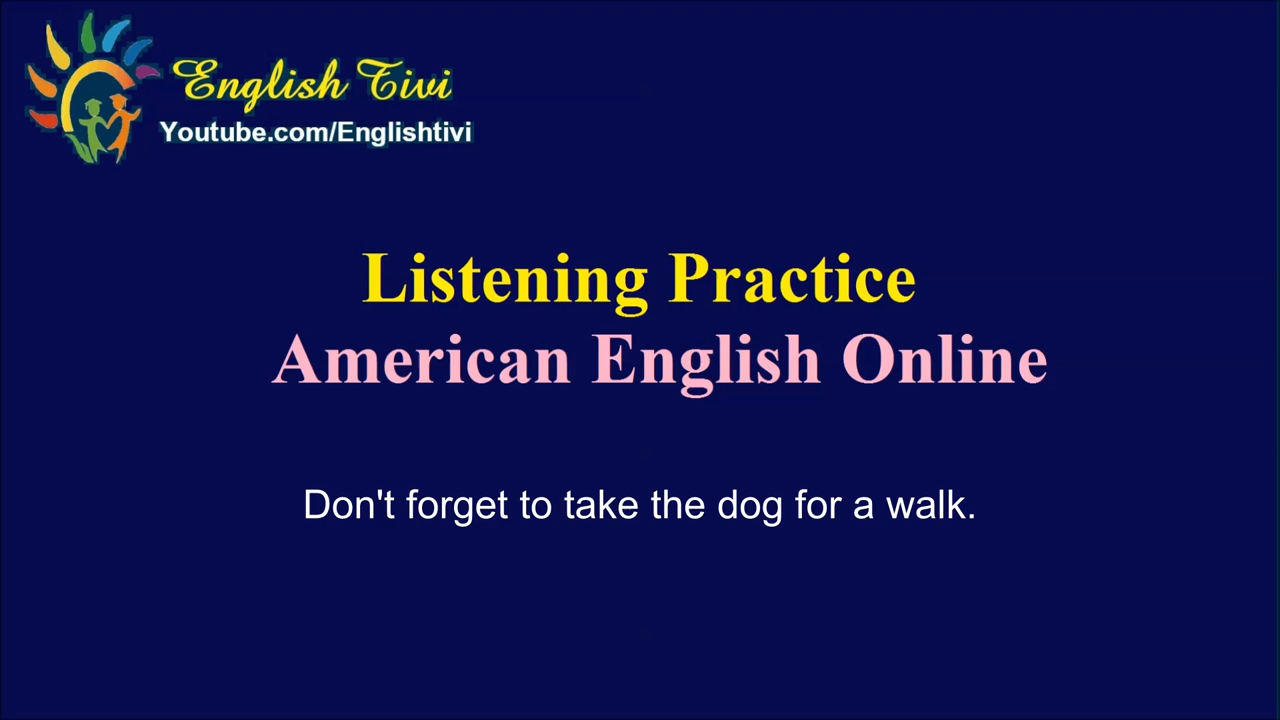 English Tivi
Youtube.com/Englishtivi
Listening Practice
American English Online
Don't forget to take the dog for a walk.